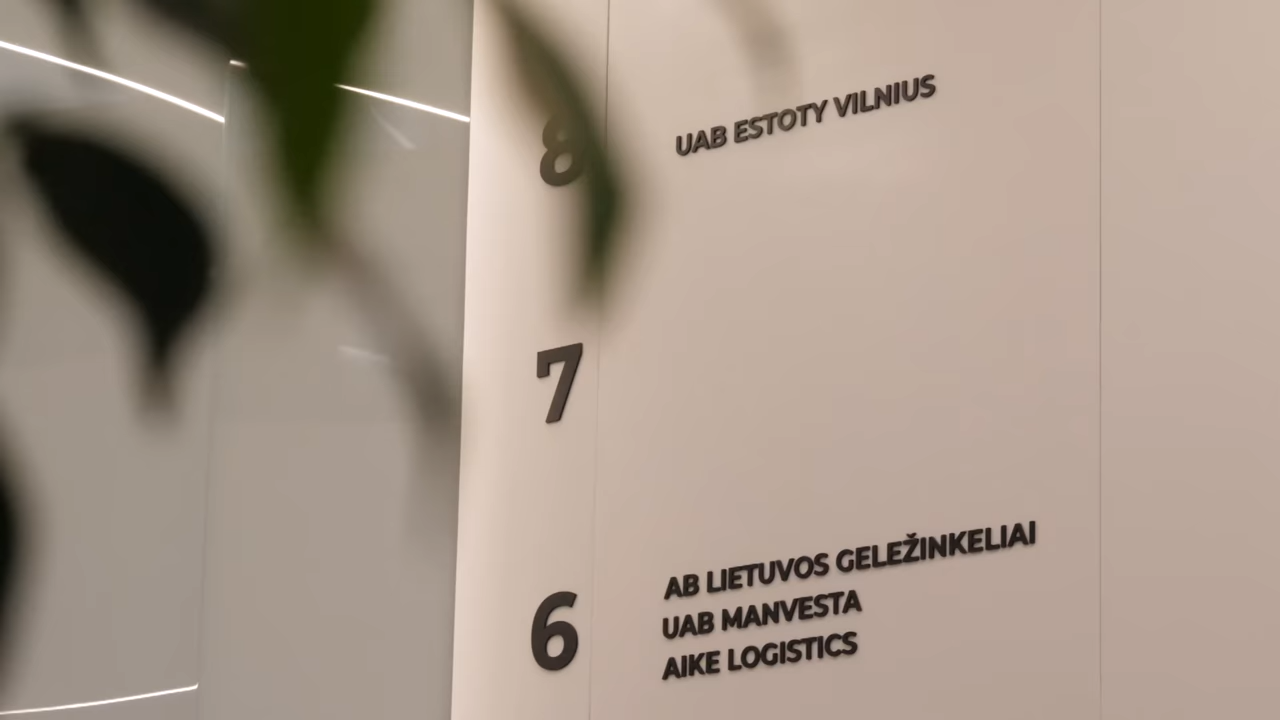 8 UAB ESTOTY VILNIUS
7
6 AB LIETUVOS GELEŽINKELIAI
UAB MANVESTA
AIKE LOGISTICS